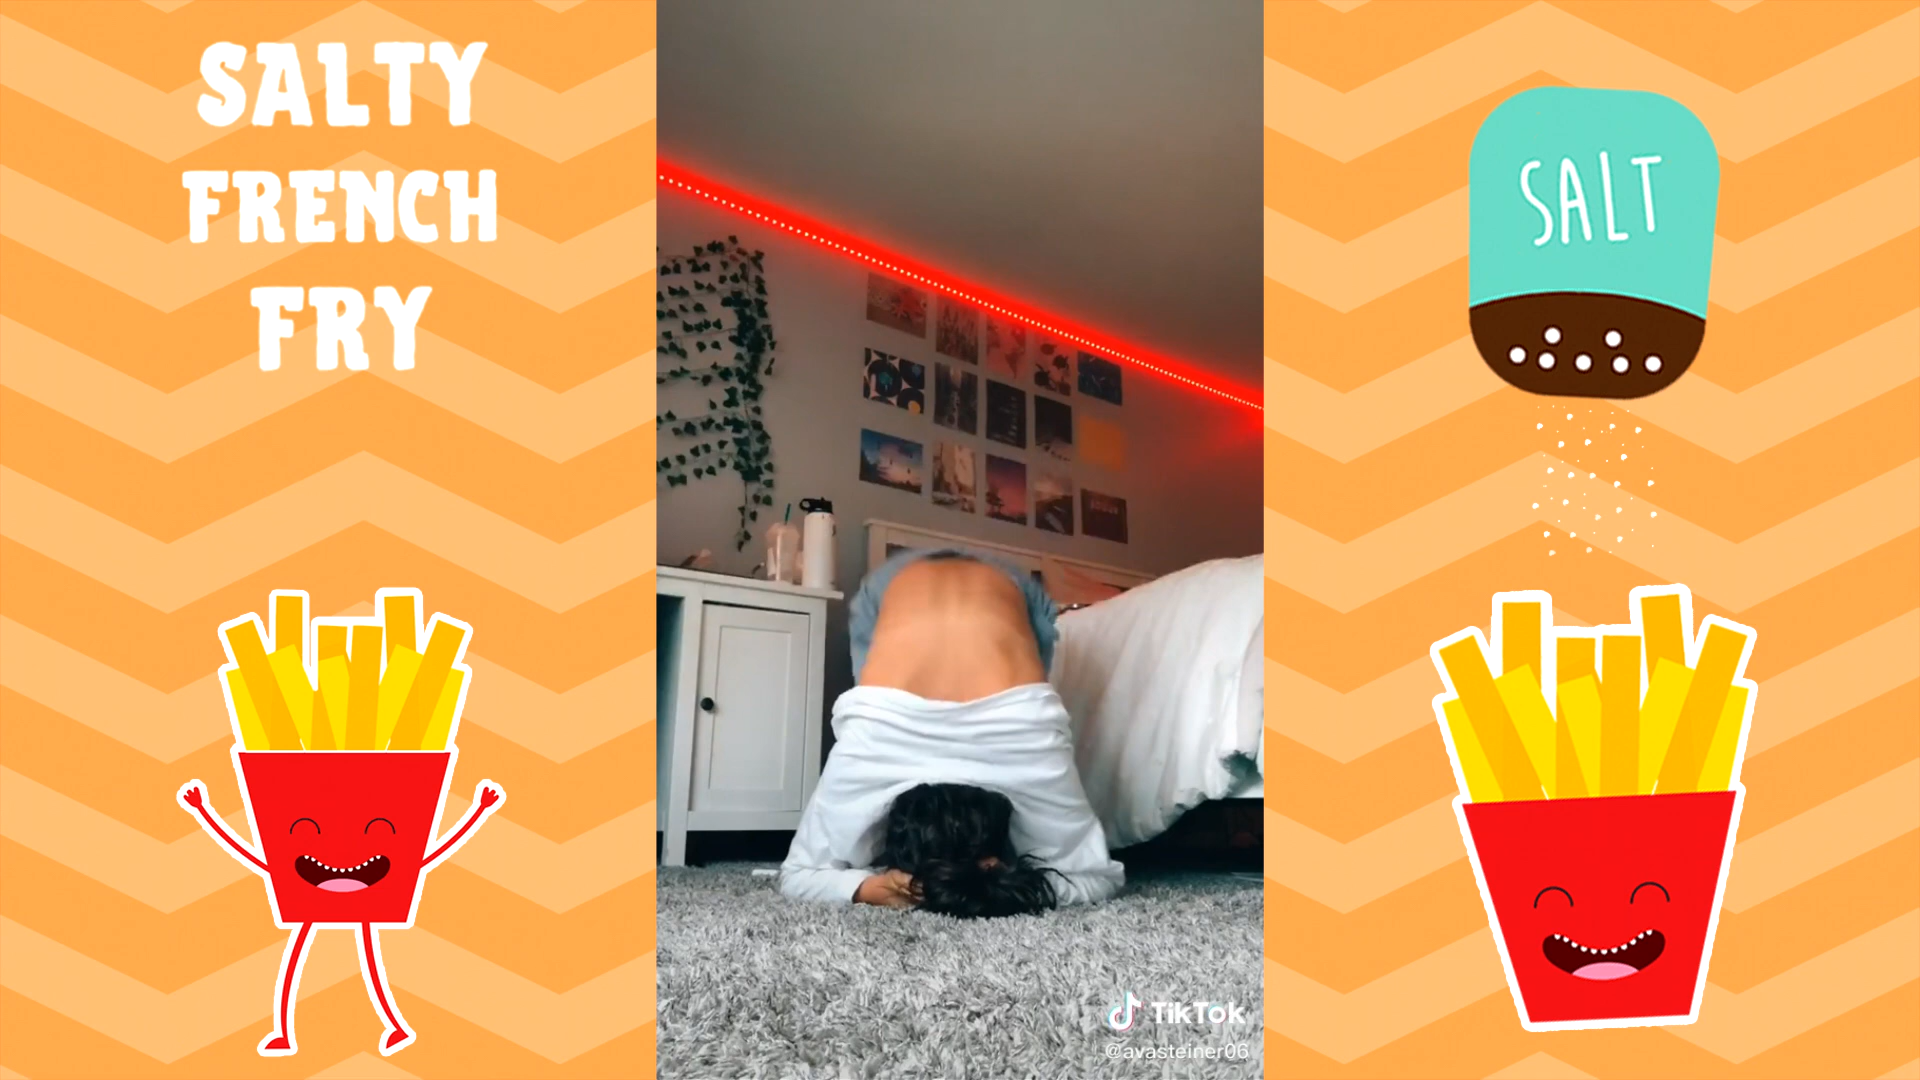 SALTY
FRENCH
FRY
SALT
TikTok
@avasteiner06